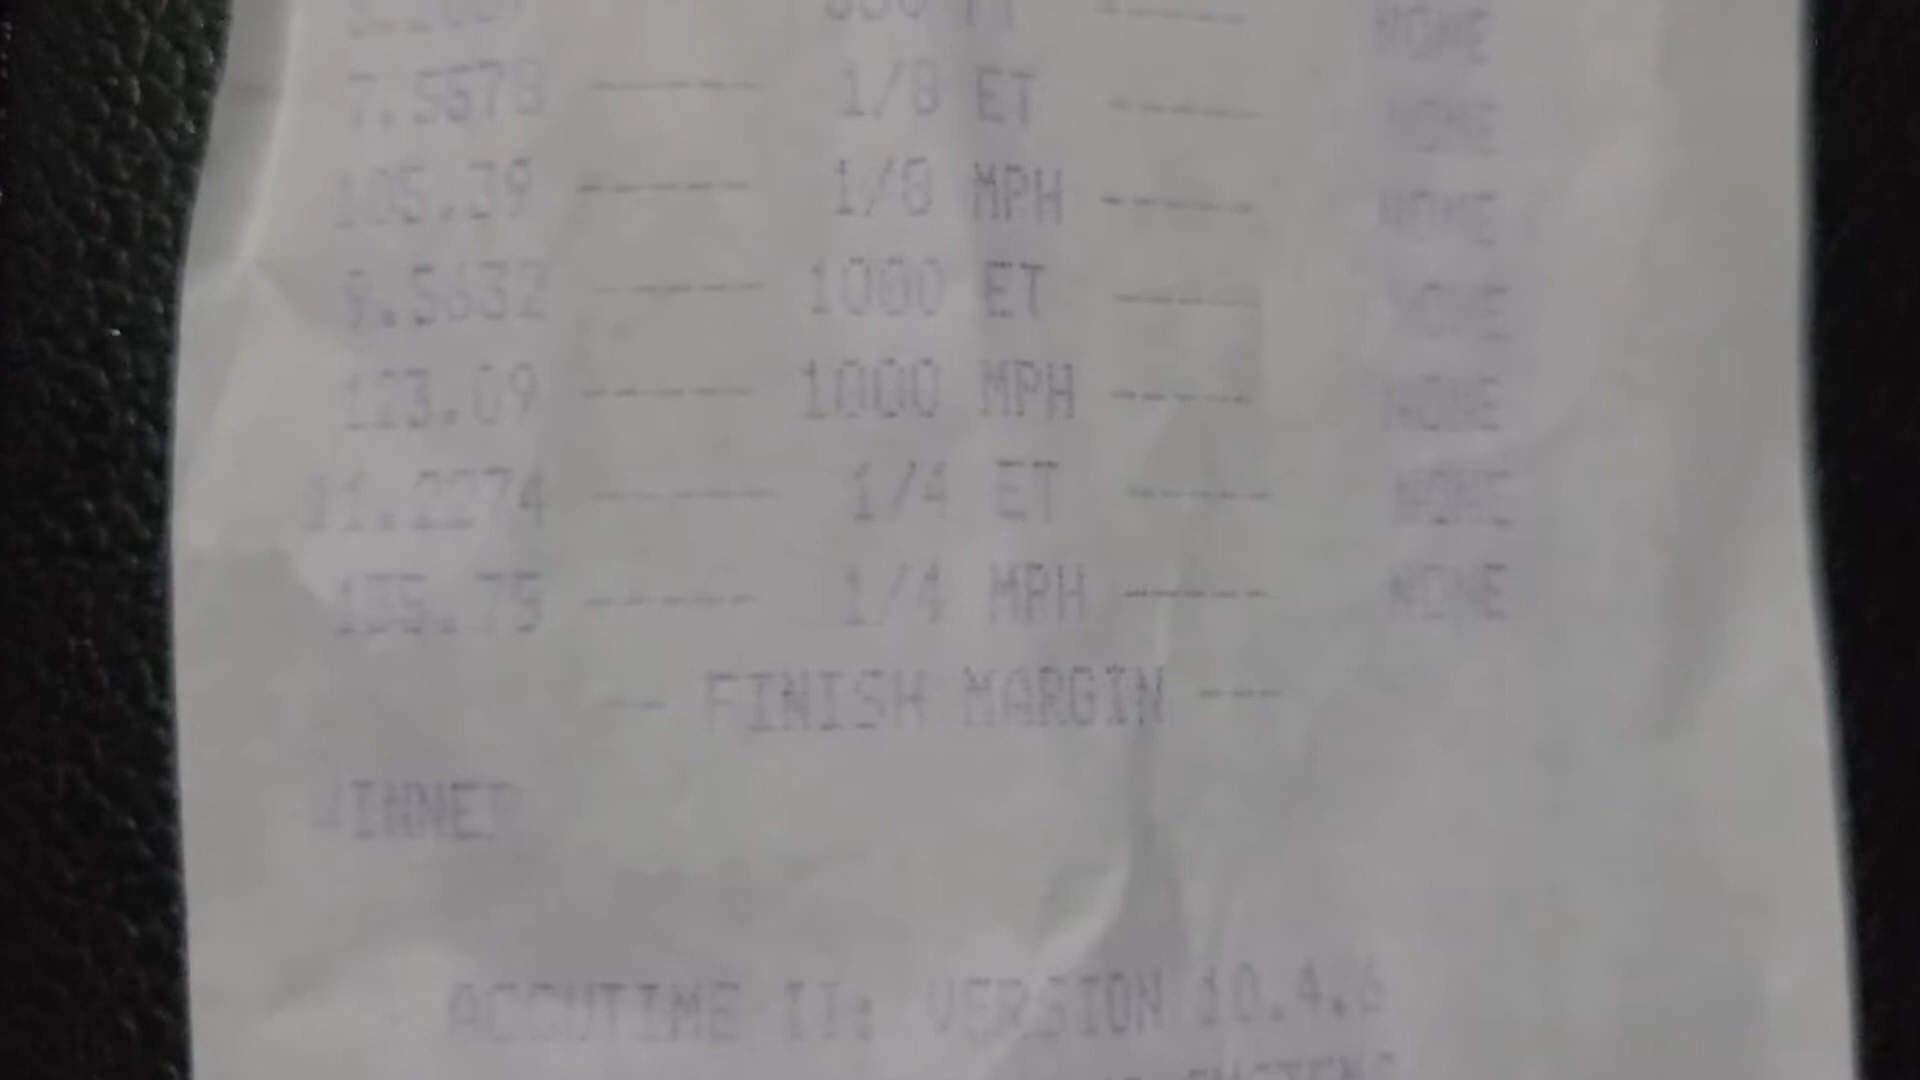 7.5578 ------ 1/8 ET ------ NONE
105.39 ------ 1/8 MPH ------ NONE
9.5632 ------ 1000 ET ------ NONE
123.09 ------ 1000 MPH ------ NONE
11.2274 ------ 1/4 ET ------ NONE
135.75 ------ 1/4 MPH ------ NONE
--- FINISH MARGIN ---
WINNER
ACCUTIME II: VERSION 10.4.6